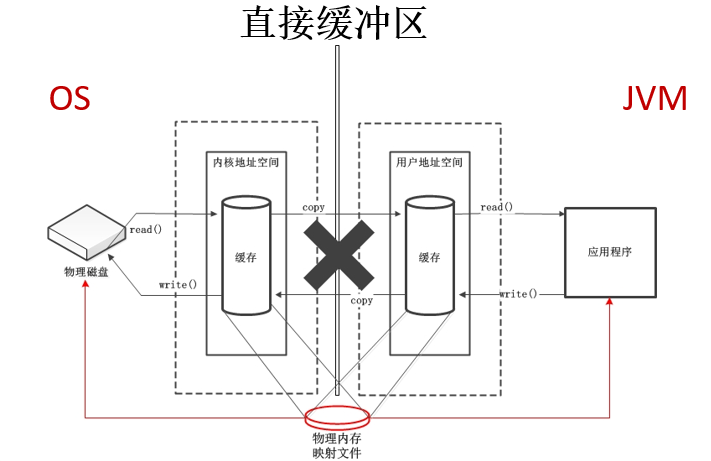 直接缓冲区
OS
JVM
内核地址空间
用户地址空间
copy
read()
read()
缓存
缓存
应用程序
物理磁盘
write()
copy
write()
物理内存
映射文件